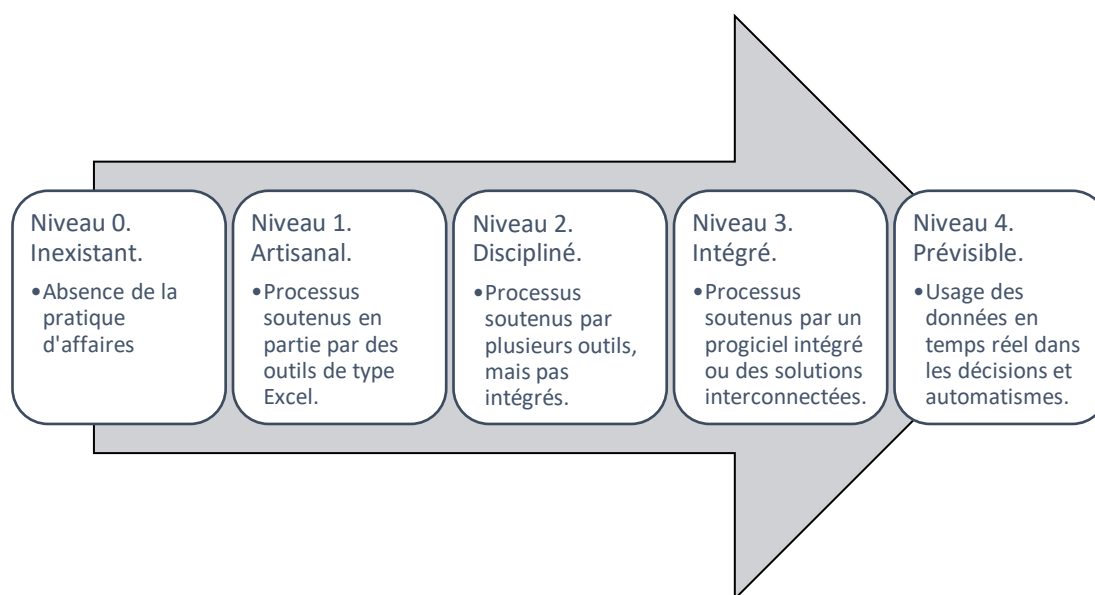 Niveau 0.
Inexistant.
•Absence de la
pratique
d'affaires
Niveau 1.
Artisanal.
•Processus
soutenus en
partie par des
outils de type
Excel.
Niveau 2.
Discipliné.
•Processus
soutenus par
plusieurs outils,
mais pas
intégrés.
Niveau 3.
Intégré.
•Processus
soutenus par un
progiciel intégré
ou des solutions
interconnectées.
Niveau 4.
Prévisible.
•Usage des
données en
temps réel dans
les décisions et
automatismes.